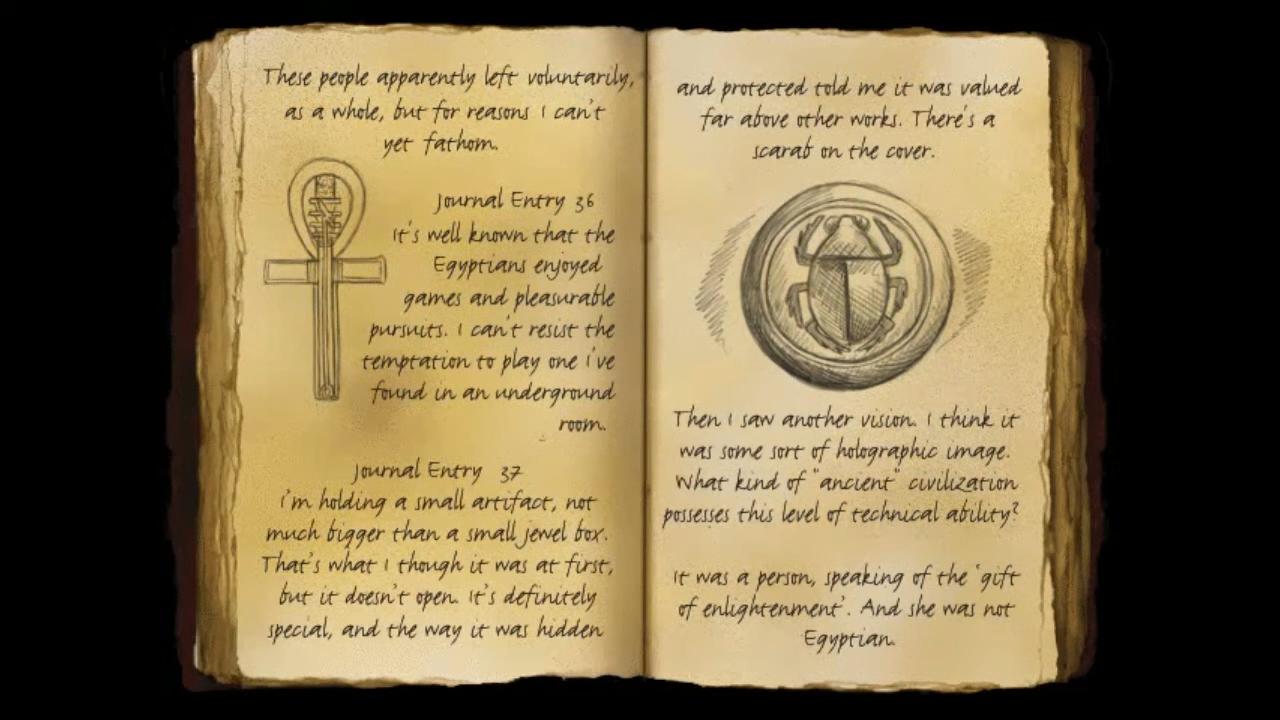 These people apparently left voluntarily,
as a whole, but for reasons I can't
yet fathom.
Journal Entry 36
It's well known that the
Egyptians enjoyed
games and pleasurable
pursuits. I can't resist the
temptation to play one I've
found in an underground
room.
Journal Entry 37
I'm holding a small artifact, not
much bigger than a small jewel box.
That's what I though it was at first,
but it doesn't open. It's definitely
special, and the way it was hidden
and protected told me it was valued
far above other works. There's a
scarab on the cover.
Then I saw another vision. I think it
was some sort of holographic image.
What kind of "ancient" civilization
possesses this level of technical ability?
It was a person, speaking of the 'gift
of enlightenment'. And she was not
Egyptian.